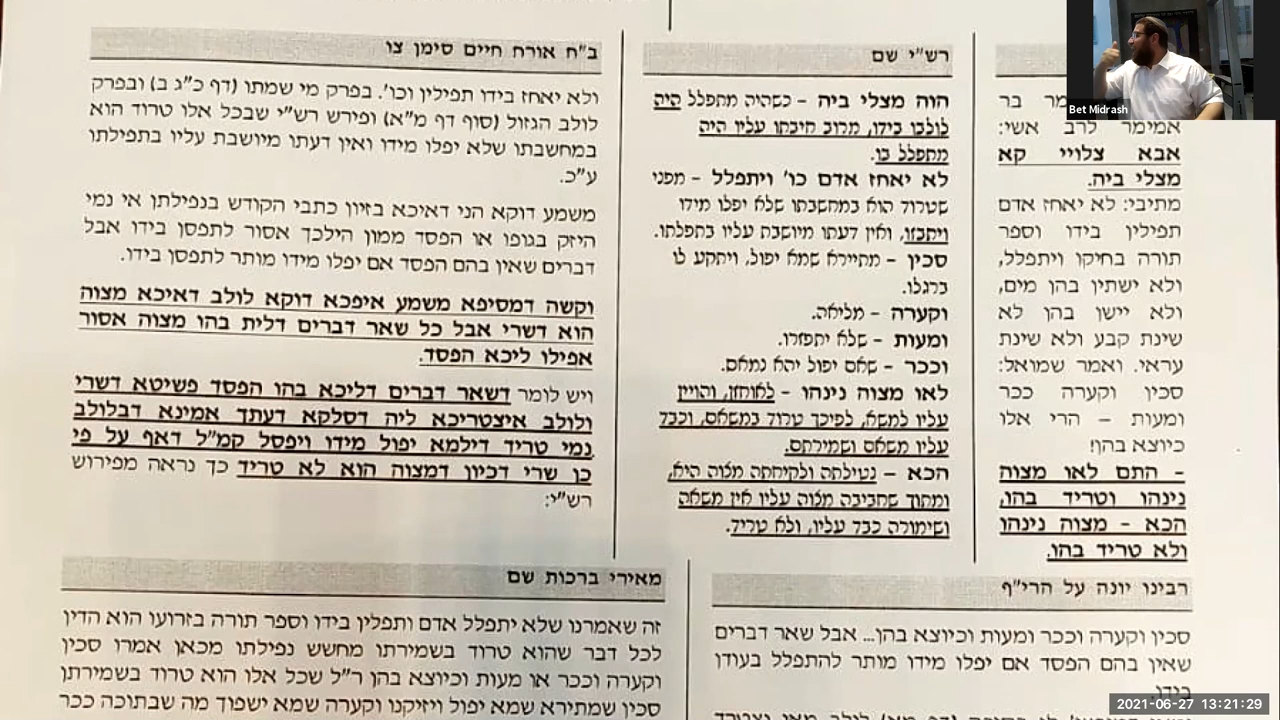 רש״י שם
הוה מצלי ביה – כשהיה מתפלל היה
לולבו בידו, מרוב חיבתו עליו היה
מתפלל בו.
לא יאחז אדם כו׳ ויתפלל – מפני
שטרוד הוא במחשבתו שלא יפלו מידו
ויתבזו, ואין דעתו מיושבת עליו בתפלתו.
סכין – מתיירא שמא יפול, ויתקע לו
ברגלו.
וקערה – מליאה.
ומעות – שלא יתפזרו.
וככר – שאם יפול יהא נמאס.
לאו מצוה נינהו – לאוחזן, והויין
עליו למשא, לפיכך טרוד במשאם, וכבד
עליו משאם ושמירתם.
הכא – נטילתה ולקיחתה מצוה היא,
ומתוך שחביבה מצוה עליו אין משאה
ושימורה כבד עליו, ולא טריד.
ב״ח אורח חיים סימן צו
ולא יאחז בידו תפילין וכו׳. בפרק מי שמתו (דף כ״ג ב) ובפרק
לולב הגזול (סוף דף מ״א) ופירש רש״י שבכל אלו טרוד הוא
במחשבתו שלא יפלו מידו ואין דעתו מיושבת עליו בתפילתו
ע״כ.
משמע דוקא הני דאיכא בזיון כתבי הקודש בנפילתן אי נמי
היזק בגופו או הפסד ממון הילכך אסור לתפסן בידו אבל
דברים שאין בהם הפסד אם יפלו מידו מותר לתפסן בידו.
וקשה דמסיפא משמע איפכא דוקא לולב דאיכא מצוה
הוא דשרי אבל כל שאר דברים דלית בהו מצוה אסור
אפילו ליכא הפסד.
ויש לומר דשאר דברים דליכא בהו הפסד פשיטא דשרי
ולולב איצטריכא ליה דסלקא דעתך אמינא דבלולב
נמי טריד דילמא יפול מידו ויפסל קמ״ל דאף על פי
כן שרי דכיון דמצוה הוא לא טריד כך נראה מפירוש
רש״י:
מר בר
אמימר לרב אשי:
אבא צלויי קא
מצלי ביה.
מתיבי: לא יאחז אדם
תפילין בידו וספר
תורה בחיקו ויתפלל,
ולא ישתין בהן מים,
ולא יישן בהן לא
שינת קבע ולא שינת
עראי. ואמר שמואל:
סכין וקערה ככר
ומעות – הרי אלו
כיוצא בהן!
– התם לאו מצוה
נינהו וטריד בהו,
הכא – מצוה נינהו
ולא טריד בהו.
רבינו יונה על הרי״ף
סכין וקערה וככר ומעות וכיוצא בהן... אבל שאר דברים
שאין בהם הפסד אם יפלו מידו מותר להתפלל בעודן
בידו.
מאירי ברכות שם
זה שאמרנו שלא יתפלל אדם ותפלין בידו וספר תורה בזרועו הוא הדין
לכל דבר שהוא טרוד בשמירתו מחשש נפילתו מכאן אמרו סכין
וקערה וככר או מעות וכיוצא בהן ר״ל שכל אלו הוא טרוד בשמירתן
סכין שמתירא שמא יפול ויזיקנו וקערה שמא ישפוך מה שבתוכה ככר
Bet Midrash
2021-06-27 13:21:29